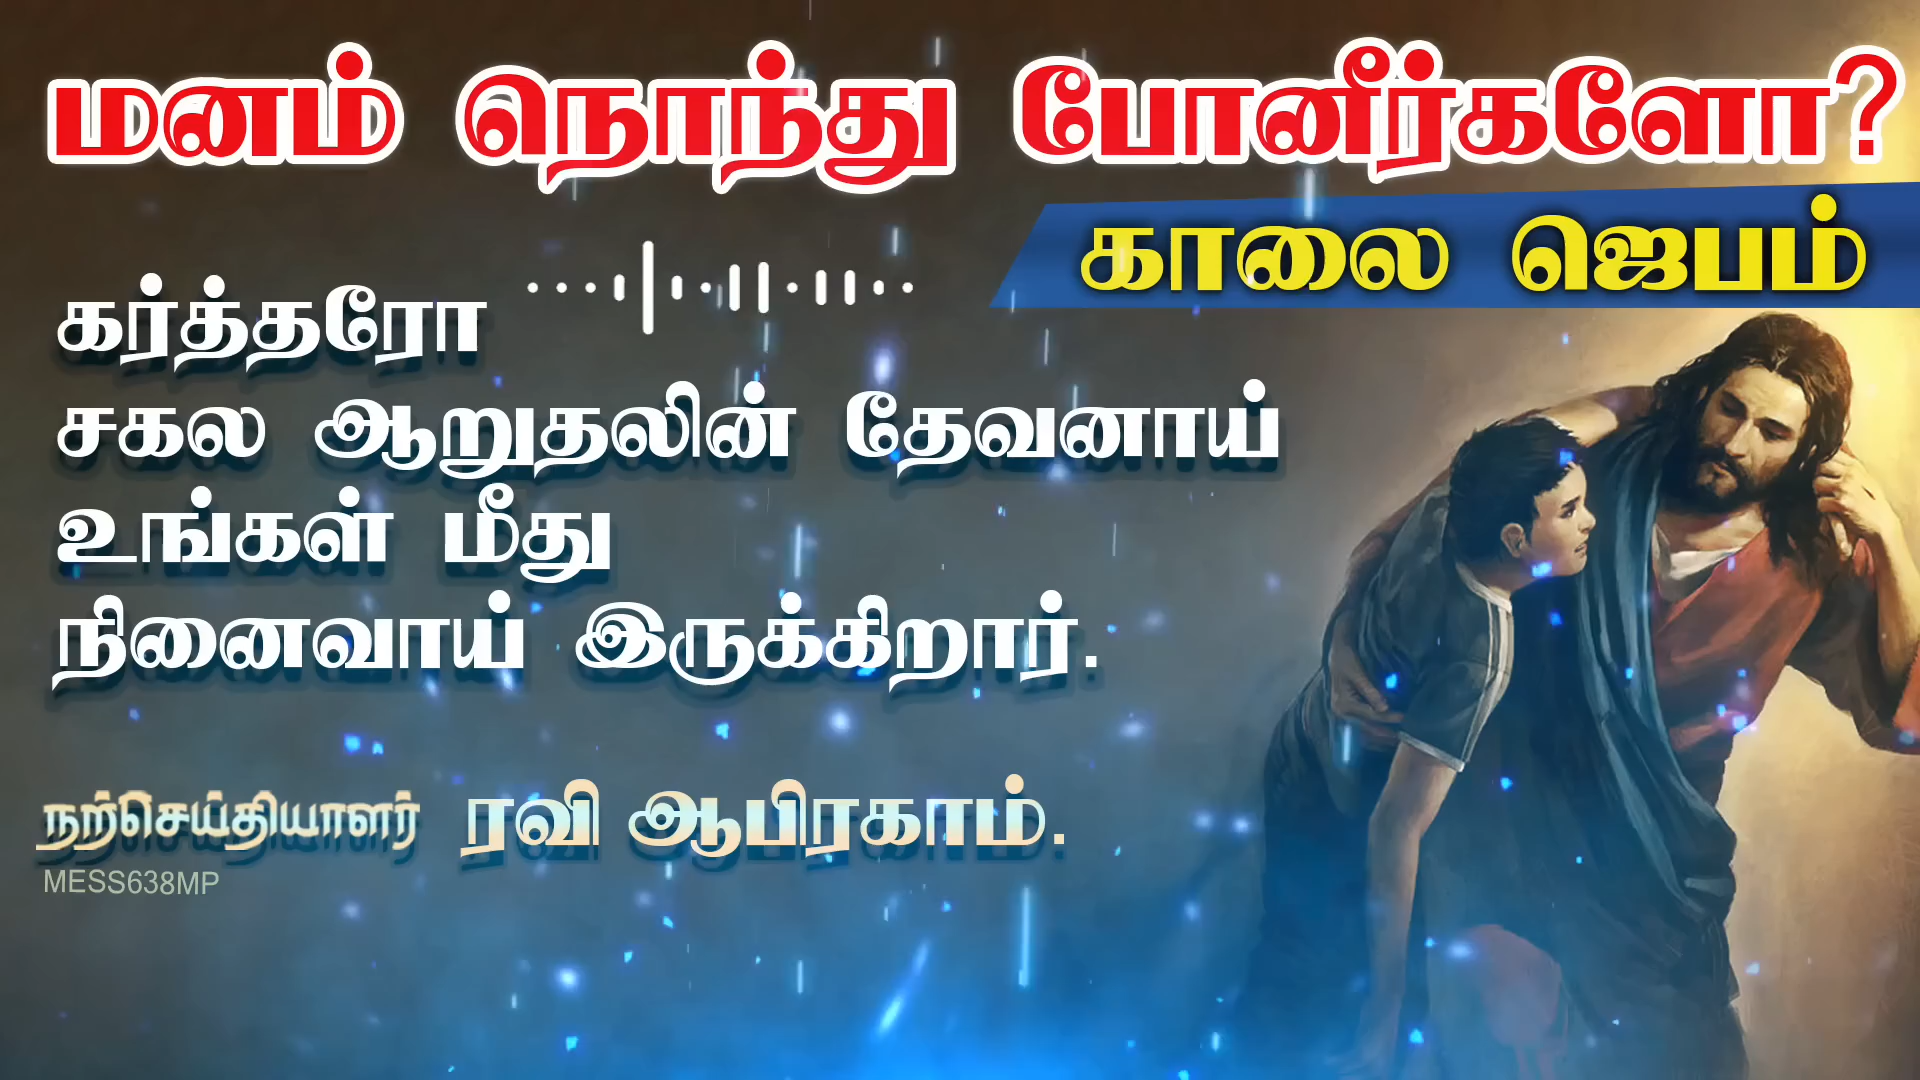 மனம் நொந்து போனீர்களோ?
காலை ஜெபம்
கர்த்தரோ
சகல ஆறுதலின் தேவனாய்
உங்கள் மீது
நினைவாய் இருக்கிறார்.
நற்செய்தியாளர் ரவி ஆபிரகாம்.
MESS638MP